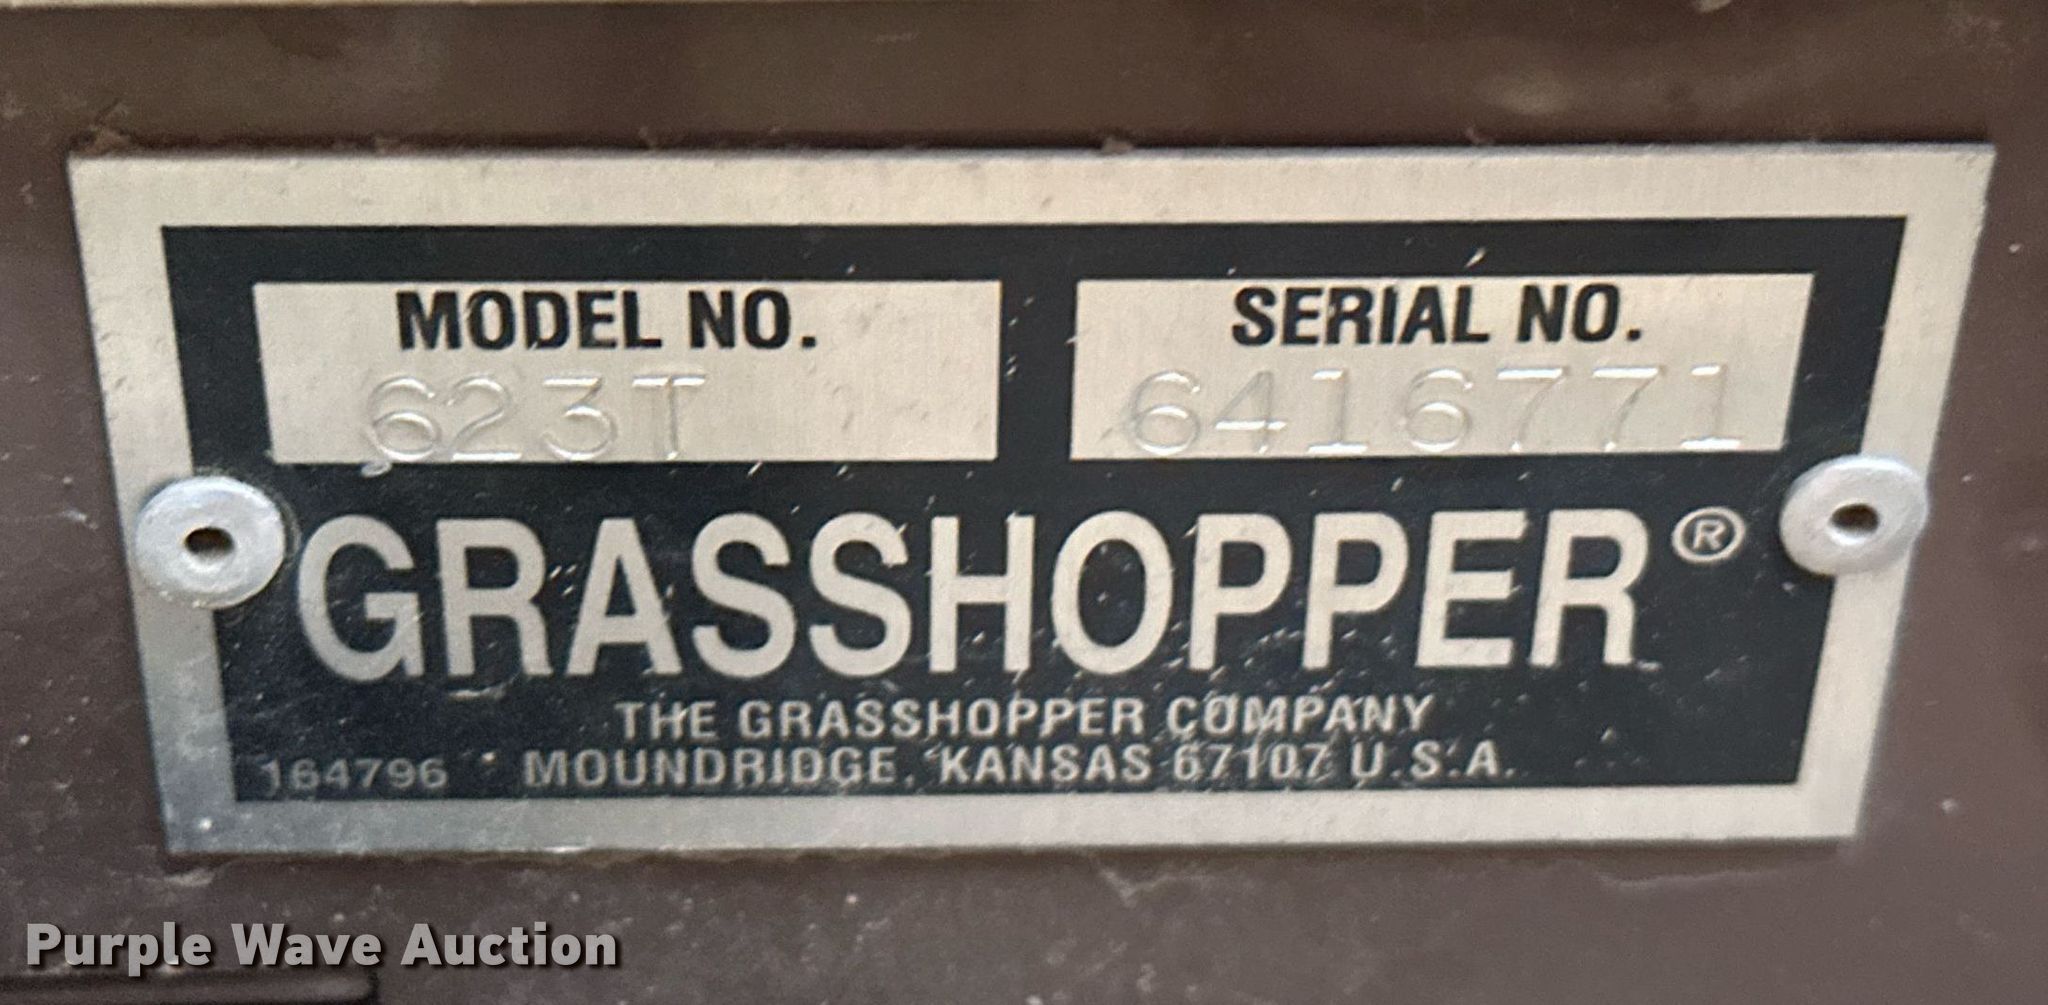 MODEL NO.
623T
SERIAL NO.
6416771
GRASSHOPPER®
THE GRASSHOPPER COMPANY
164796 MOUNDRIDGE, KANSAS 67107 U.S.A.
Purple Wave Auction